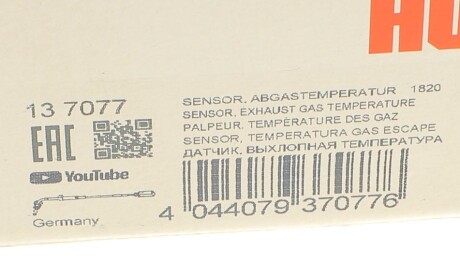 HU
13 7077
SENSOR, ABGASTEMPERATUR 1820
SENSOR, EXHAUST GAS TEMPERATURE
PALPEUR, TEMPÉRATURE DES GAZ
SENSOR, TEMPERATURA GAS ESCAPE
ДАТЧИК, ВЫХЛОПНАЯ ТЕМПЕРАТУРА
EAC
YouTube
Germany
4 044079 370776